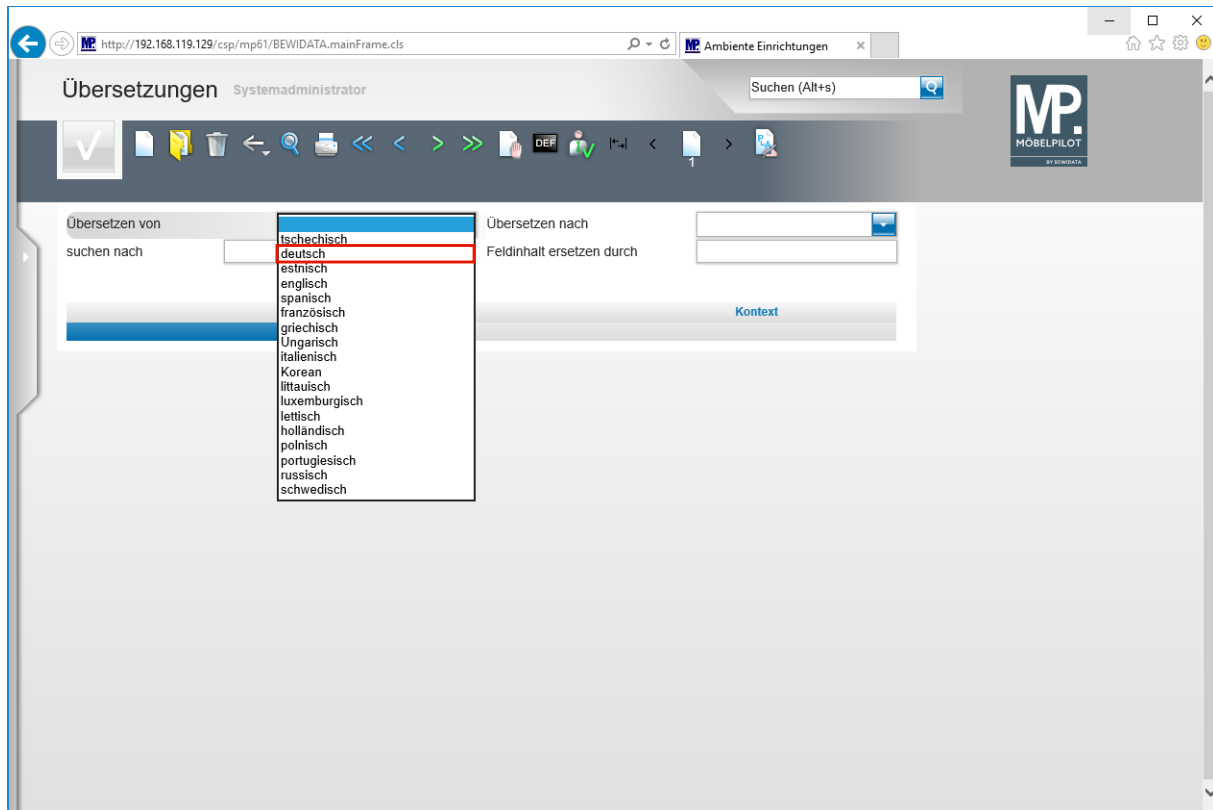 http://192.168.119.129/csp/mp61/BEWIDATA.mainFrame.cls
MP Ambiente Einrichtungen
Übersetzungen Systemadministrator
Suchen (Alt+s)
MP.
MÖBELPILOT
BY BEWIDATA
DEF
1
Übersetzen von
Übersetzen nach
suchen nach
Feldinhalt ersetzen durch
tschechisch
deutsch
estnisch
englisch
spanisch
französisch
griechisch
Ungarisch
italienisch
Korean
littauisch
luxemburgisch
lettisch
holländisch
polnisch
portugiesisch
russisch
schwedisch
Kontext